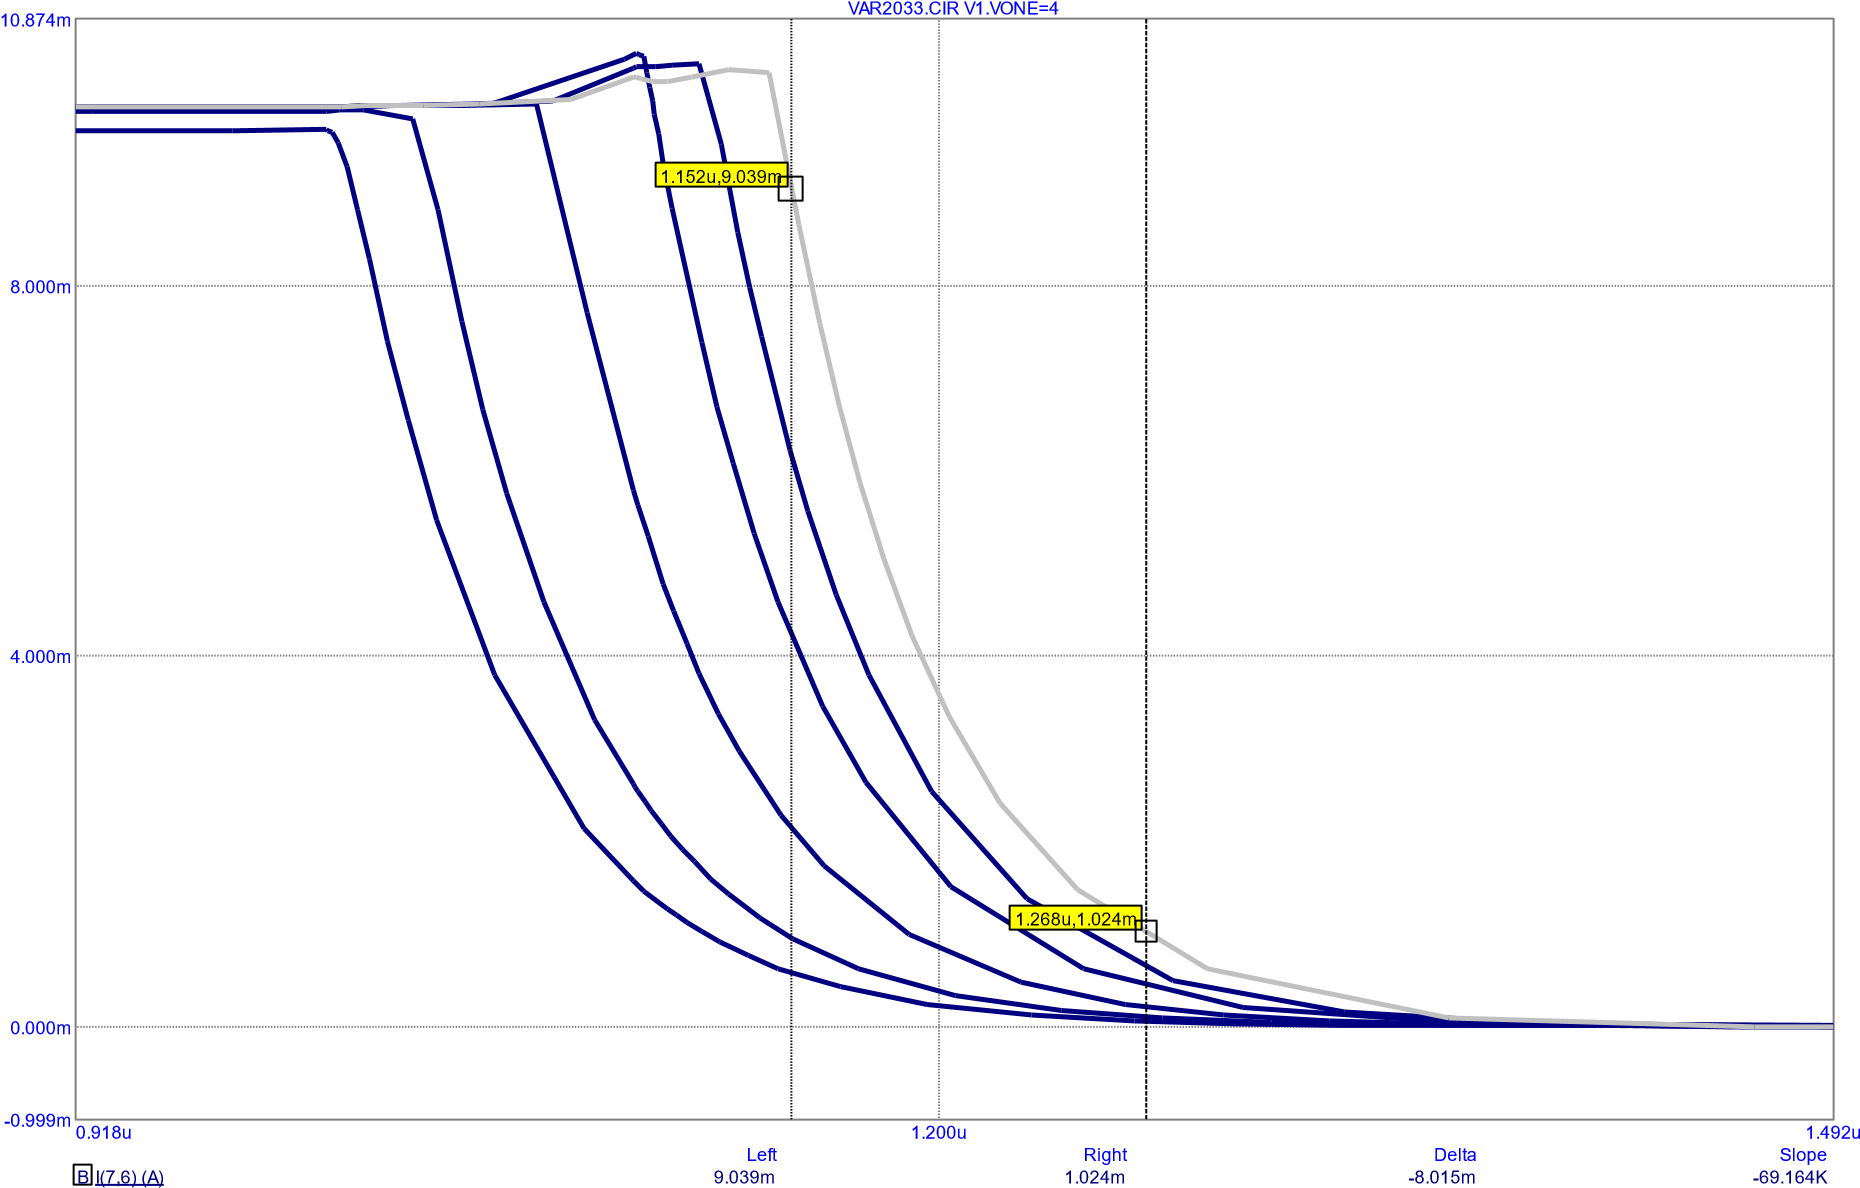 VAR2033.CIR V1.VONE=4
10.874m
1.152u,9.039m
8.000m
4.000m
1.268u,1.024m
0.000m
-0.999m
0.918u 1.200u 1.492u
Left Right Delta Slope
B I(7,6) (A) 9.039m 1.024m -8.015m -69.164K